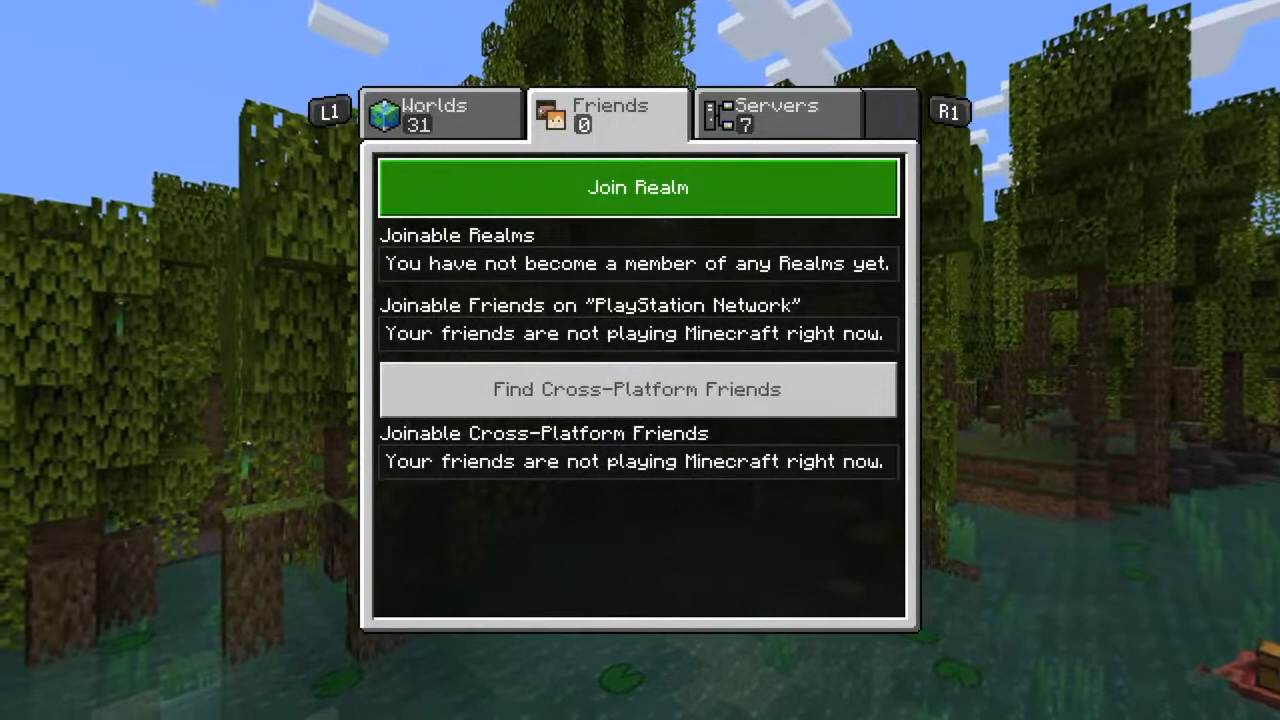 L1
Worlds
31
Friends
0
Servers
7
R1
Join Realm
Joinable Realms
You have not become a member of any Realms yet.
Joinable Friends on "PlayStation Network"
Your friends are not playing Minecraft right now.
Find Cross-Platform Friends
Joinable Cross-Platform Friends
Your friends are not playing Minecraft right now.